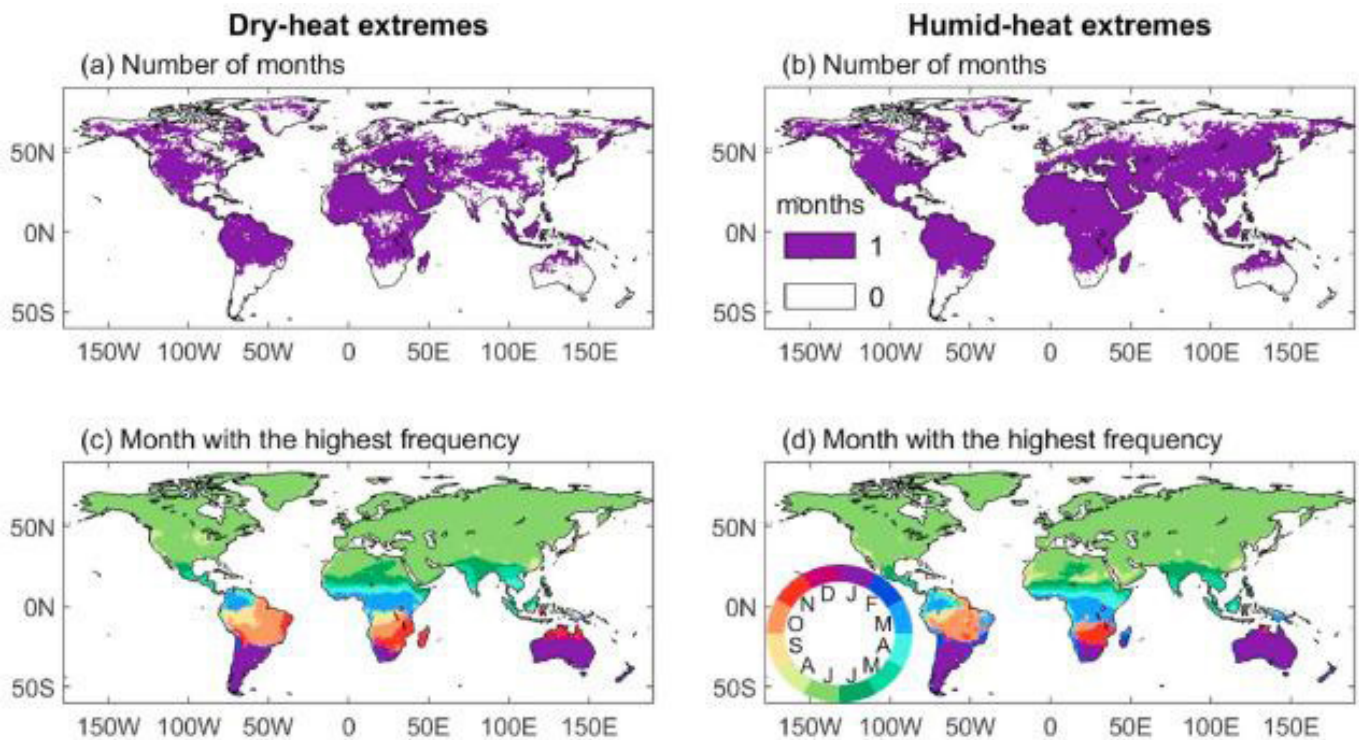 Dry-heat extremes
Humid-heat extremes
(a) Number of months
(b) Number of months
50N
0N
50S
150W 100W 50W 0 50E 100E 150E
50N
0N
50S
months
1
0
150W 100W 50W 0 50E 100E 150E
(c) Month with the highest frequency
(d) Month with the highest frequency
50N
0N
50S
150W 100W 50W 0 50E 100E 150E
50N
0N
50S
D J
N F
O M
S A
A M
J J
150W 100W 50W 0 50E 100E 150E